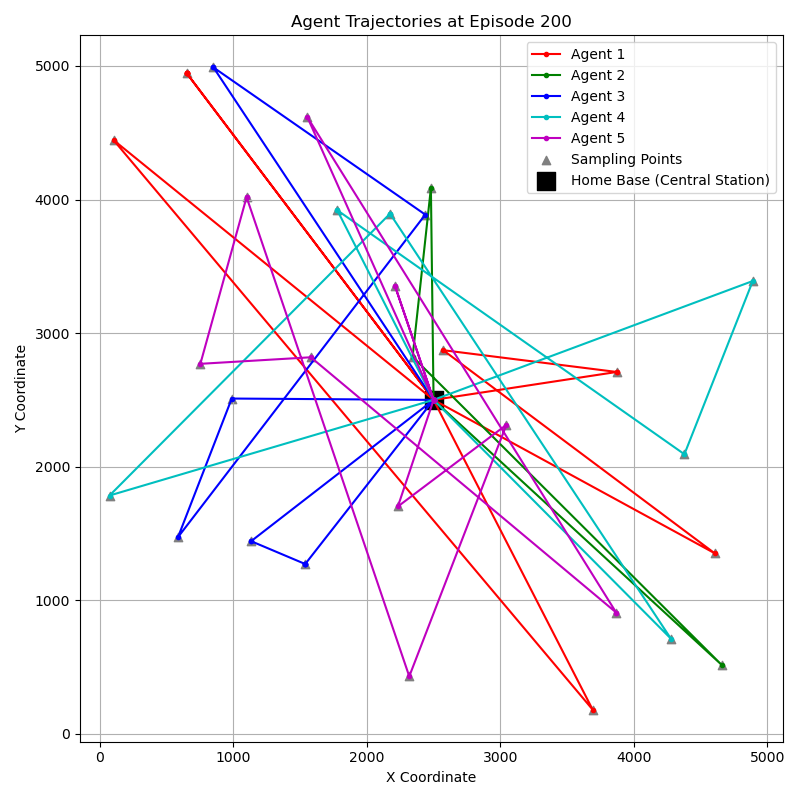 Agent Trajectories at Episode 200
Agent 1
Agent 2
Agent 3
Agent 4
Agent 5
Sampling Points
Home Base (Central Station)
Y Coordinate
5000
4000
3000
2000
1000
0
0 1000 2000 3000 4000 5000
X Coordinate